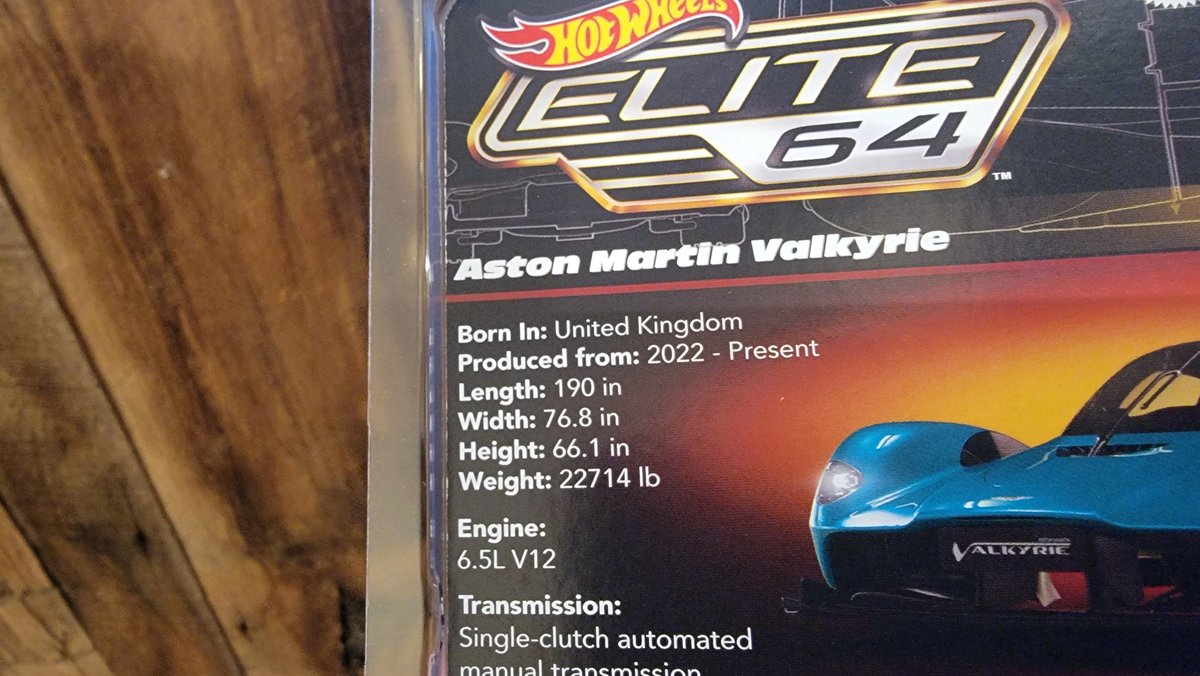 HOT WHEELS
ELITE
64
™
Aston Martin Valkyrie
Born In: United Kingdom
Produced from: 2022 - Present
Length: 190 in
Width: 76.8 in
Height: 66.1 in
Weight: 22714 lb
Engine:
6.5L V12
VALKYRIE
Transmission:
Single-clutch automated
manual transmission